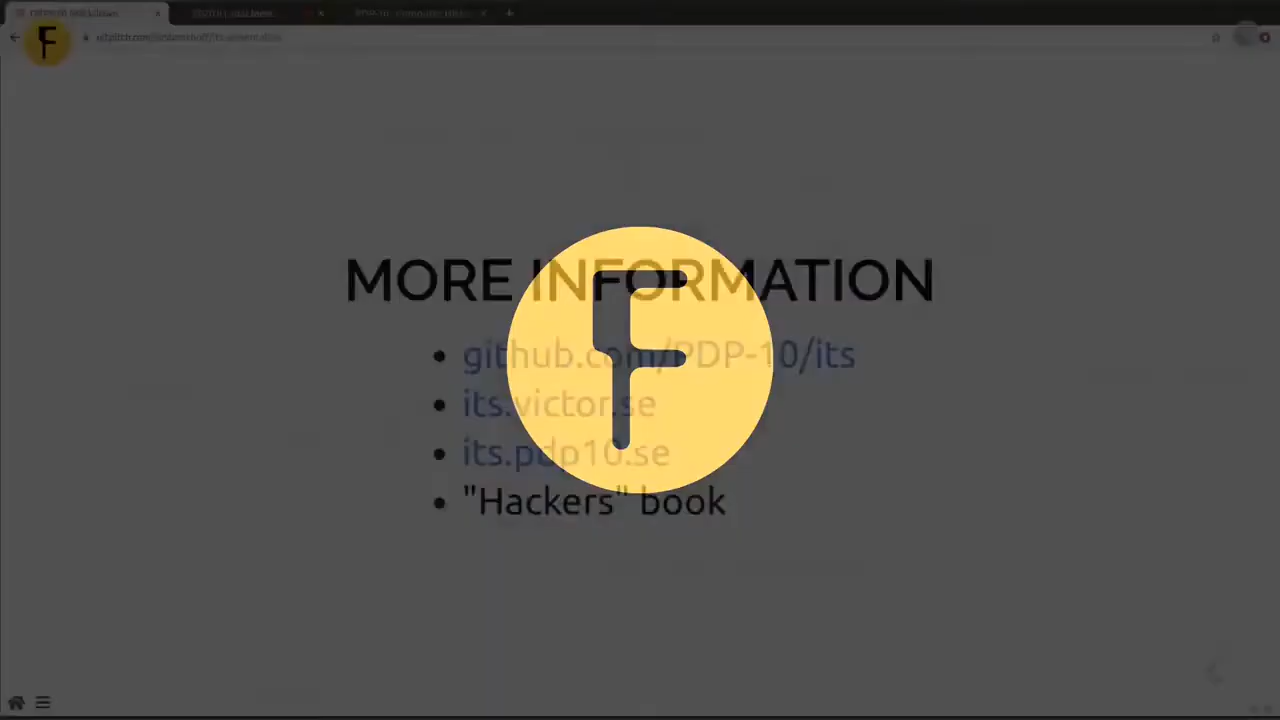 F
MORE INFORMATION
F
github.com/PDP-10/its
its.victor.se
its.pdp10.se
"Hackers" book